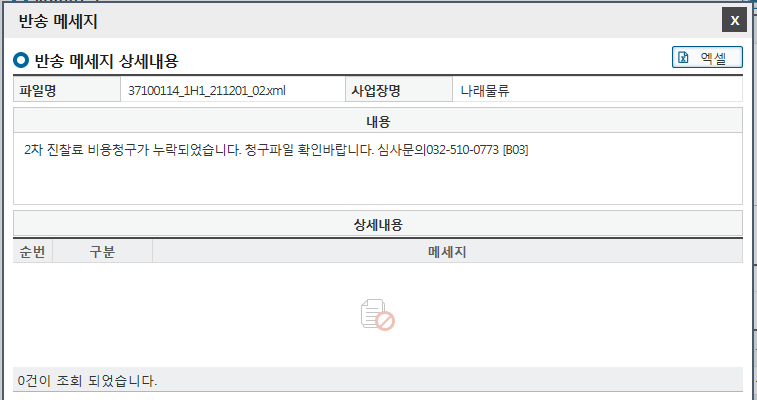 반송 메세지
x
반송 메세지 상세내용
엑셀
파일명 37100114_1H1_211201_02.xml 사업장명 나래물류
내용
2차 진찰료 비용청구가 누락되었습니다. 청구파일 확인바랍니다. 심사문의032-510-0773 [B03]
상세내용
순번 구분 메세지
0건이 조회 되었습니다.